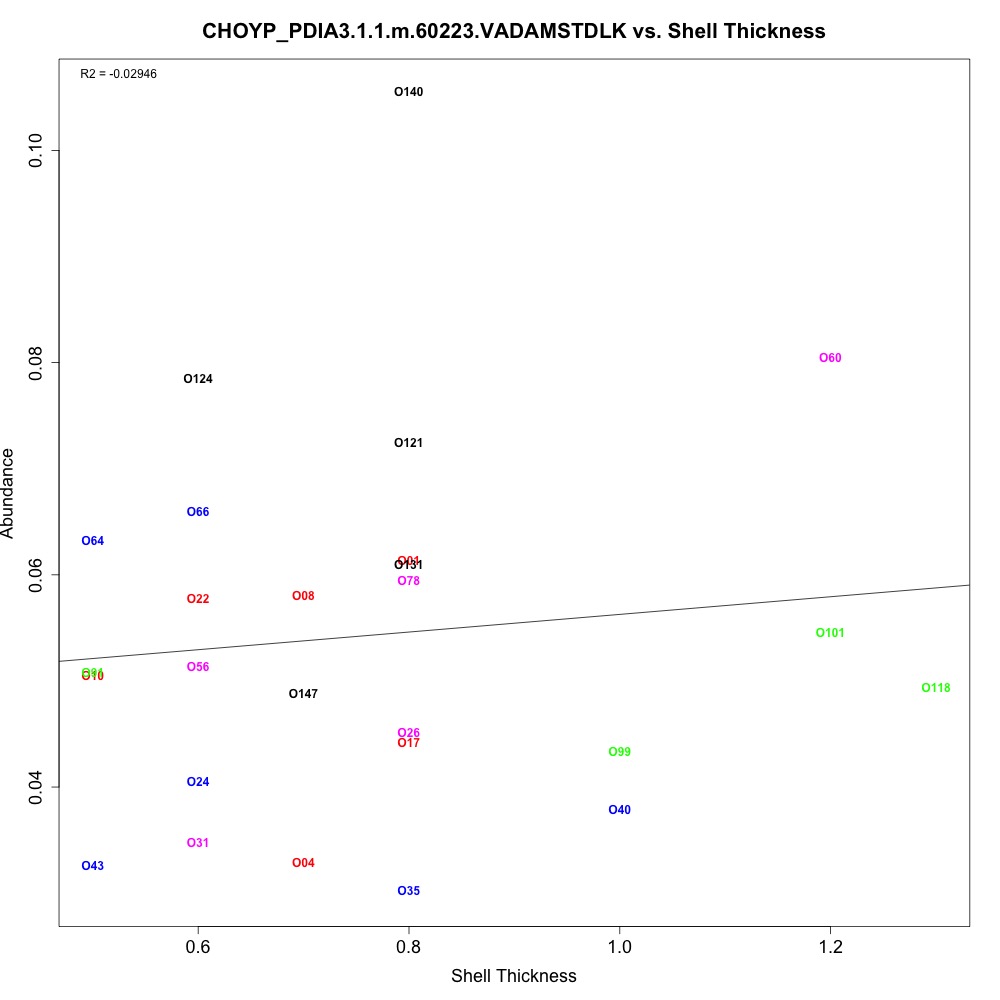 CHOYP_PDIA3.1.1.m.60223.VADAMSTDLK vs. Shell Thickness
R2 = -0.02946
O140
0.10
O60
0.08
O124
O121
O66
O64
O01
O131
0.06
O78
O08
O22
O101
O56
O91
O10
O118
O147
O26
O17
O99
0.04
O24
O40
O31
O04
O43
O35
Abundance
0.6 0.8 1.0 1.2
Shell Thickness